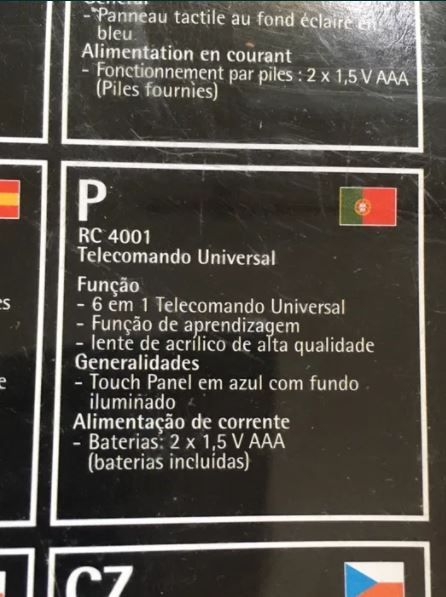 - Panneau tactile au fond éclairé en
bleu
Alimentation en courant
- Fonctionnement par piles : 2 x 1,5 V AAA
(Piles fournies)
P
RC 4001
Telecomando Universal
Função
- 6 em 1 Telecomando Universal
- Função de aprendizagem
- lente de acrílico de alta qualidade
Generalidades
- Touch Panel em azul com fundo
iluminado
Alimentação de corrente
- Baterias: 2 x 1,5 V AAA
(baterias incluídas)
CZ